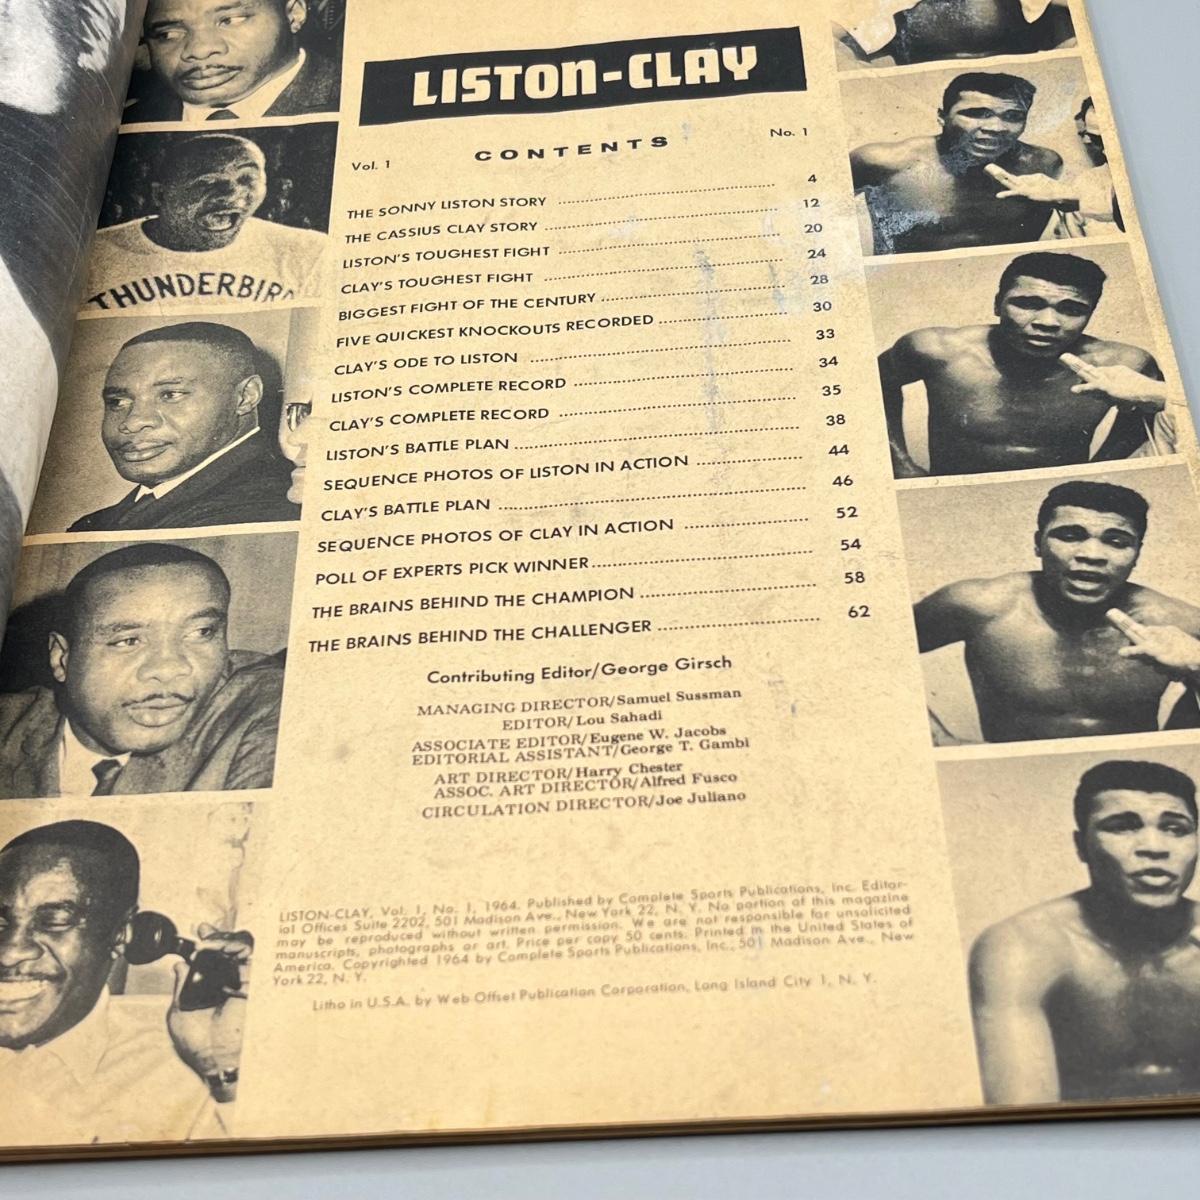 LISTON-CLAY
Vol. 1 CONTENTS No. 1
THE SONNY LISTON STORY 4
THE CASSIUS CLAY STORY 12
LISTON'S TOUGHEST FIGHT 20
CLAY'S TOUGHEST FIGHT 24
BIGGEST FIGHT OF THE CENTURY 28
FIVE QUICKEST KNOCKOUTS RECORDED 30
CLAY'S ODE TO LISTON 33
LISTON'S COMPLETE RECORD 34
CLAY'S COMPLETE RECORD 35
LISTON'S BATTLE PLAN 38
SEQUENCE PHOTOS OF LISTON IN ACTION 44
CLAY'S BATTLE PLAN 46
SEQUENCE PHOTOS OF CLAY IN ACTION 52
POLL OF EXPERTS PICK WINNER 54
THE BRAINS BEHIND THE CHAMPION 58
THE BRAINS BEHIND THE CHALLENGER 62
Contributing Editor/George Girsch
MANAGING DIRECTOR/Samuel Sussman
EDITOR/Lou Sahadi
ASSOCIATE EDITOR/Eugene W. Jacobs
EDITORIAL ASSISTANT/George T. Gambi
ART DIRECTOR/Harry Chester
ASSOC. ART DIRECTOR/Alfred Fusco
CIRCULATION DIRECTOR/Joe Juliano
LISTON-CLAY, Vol. 1, No. 1, 1964. Published by Complete Sports Publications, Inc. Editor-
ial Offices Suite 2202, 501 Madison Ave., New York 22, N. Y. No portion of this magazine
may be reproduced without written permission. We are not responsible for unsolicited
manuscripts, photographs or art. Price per copy 50 cents. Printed in the United States of
America. Copyrighted 1964 by Complete Sports Publications, Inc., 501 Madison Ave., New
York 22, N. Y.
Litho in U.S.A. by Web Offset Publication Corporation, Long Island City 1, N. Y.
THUNDERBIRD